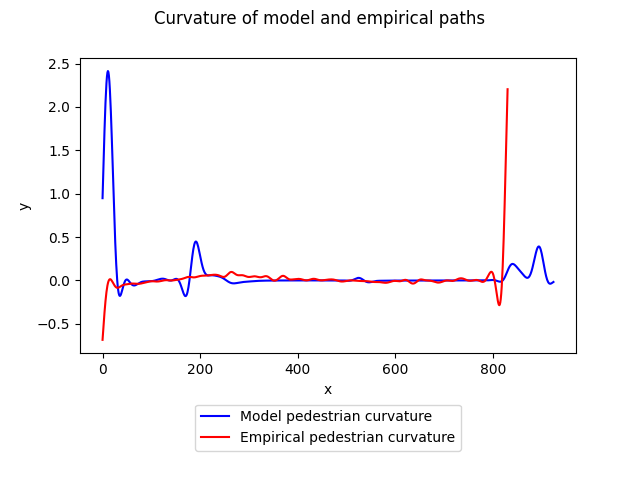 Curvature of model and empirical paths
2.5
2.0
1.5
1.0
0.5
0.0
−0.5
y
0 200 400 600 800
x
Model pedestrian curvature
Empirical pedestrian curvature